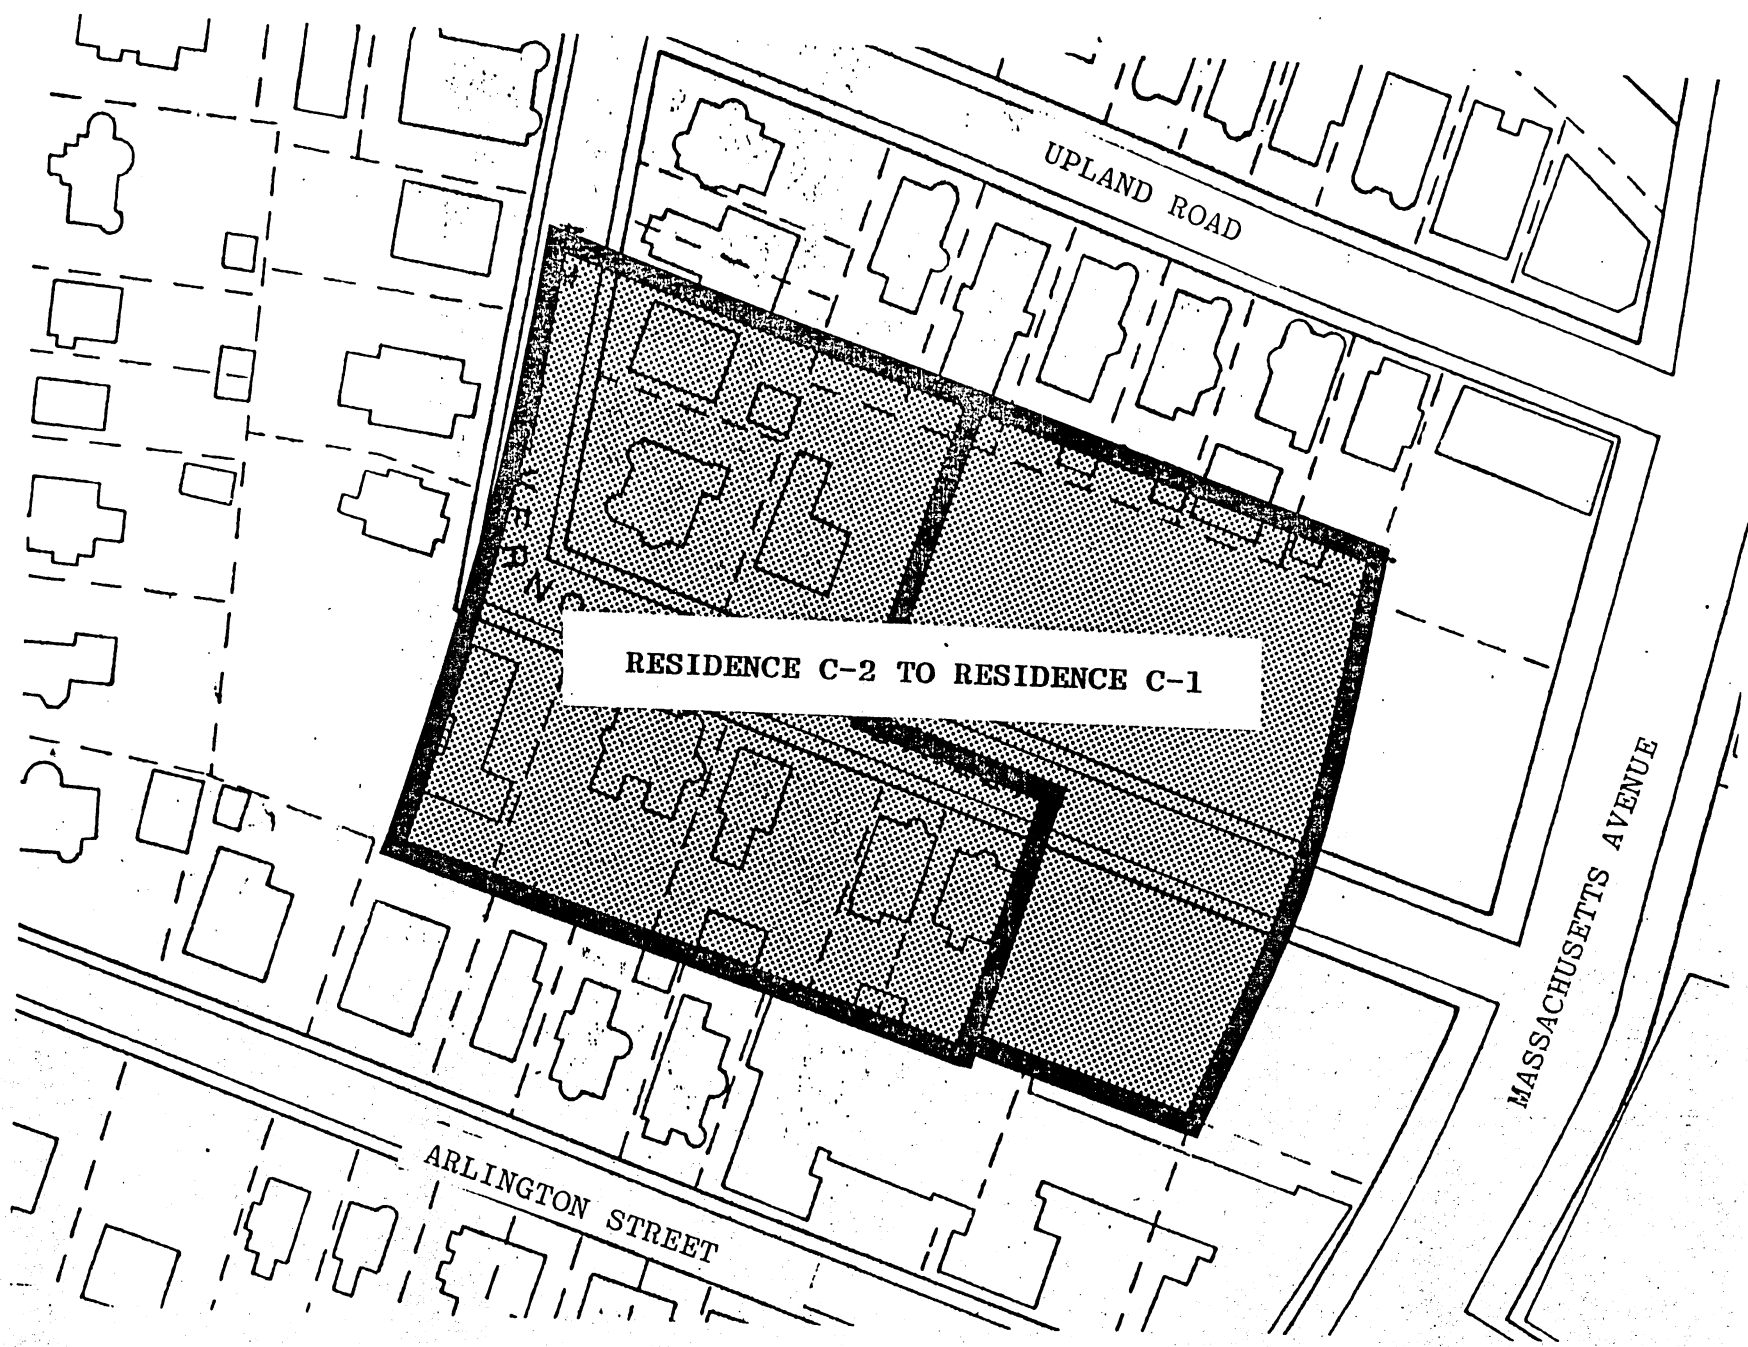 UPLAND ROAD
RESIDENCE C-2 TO RESIDENCE C-1
MASSACHUSETTS AVENUE
ARLINGTON STREET